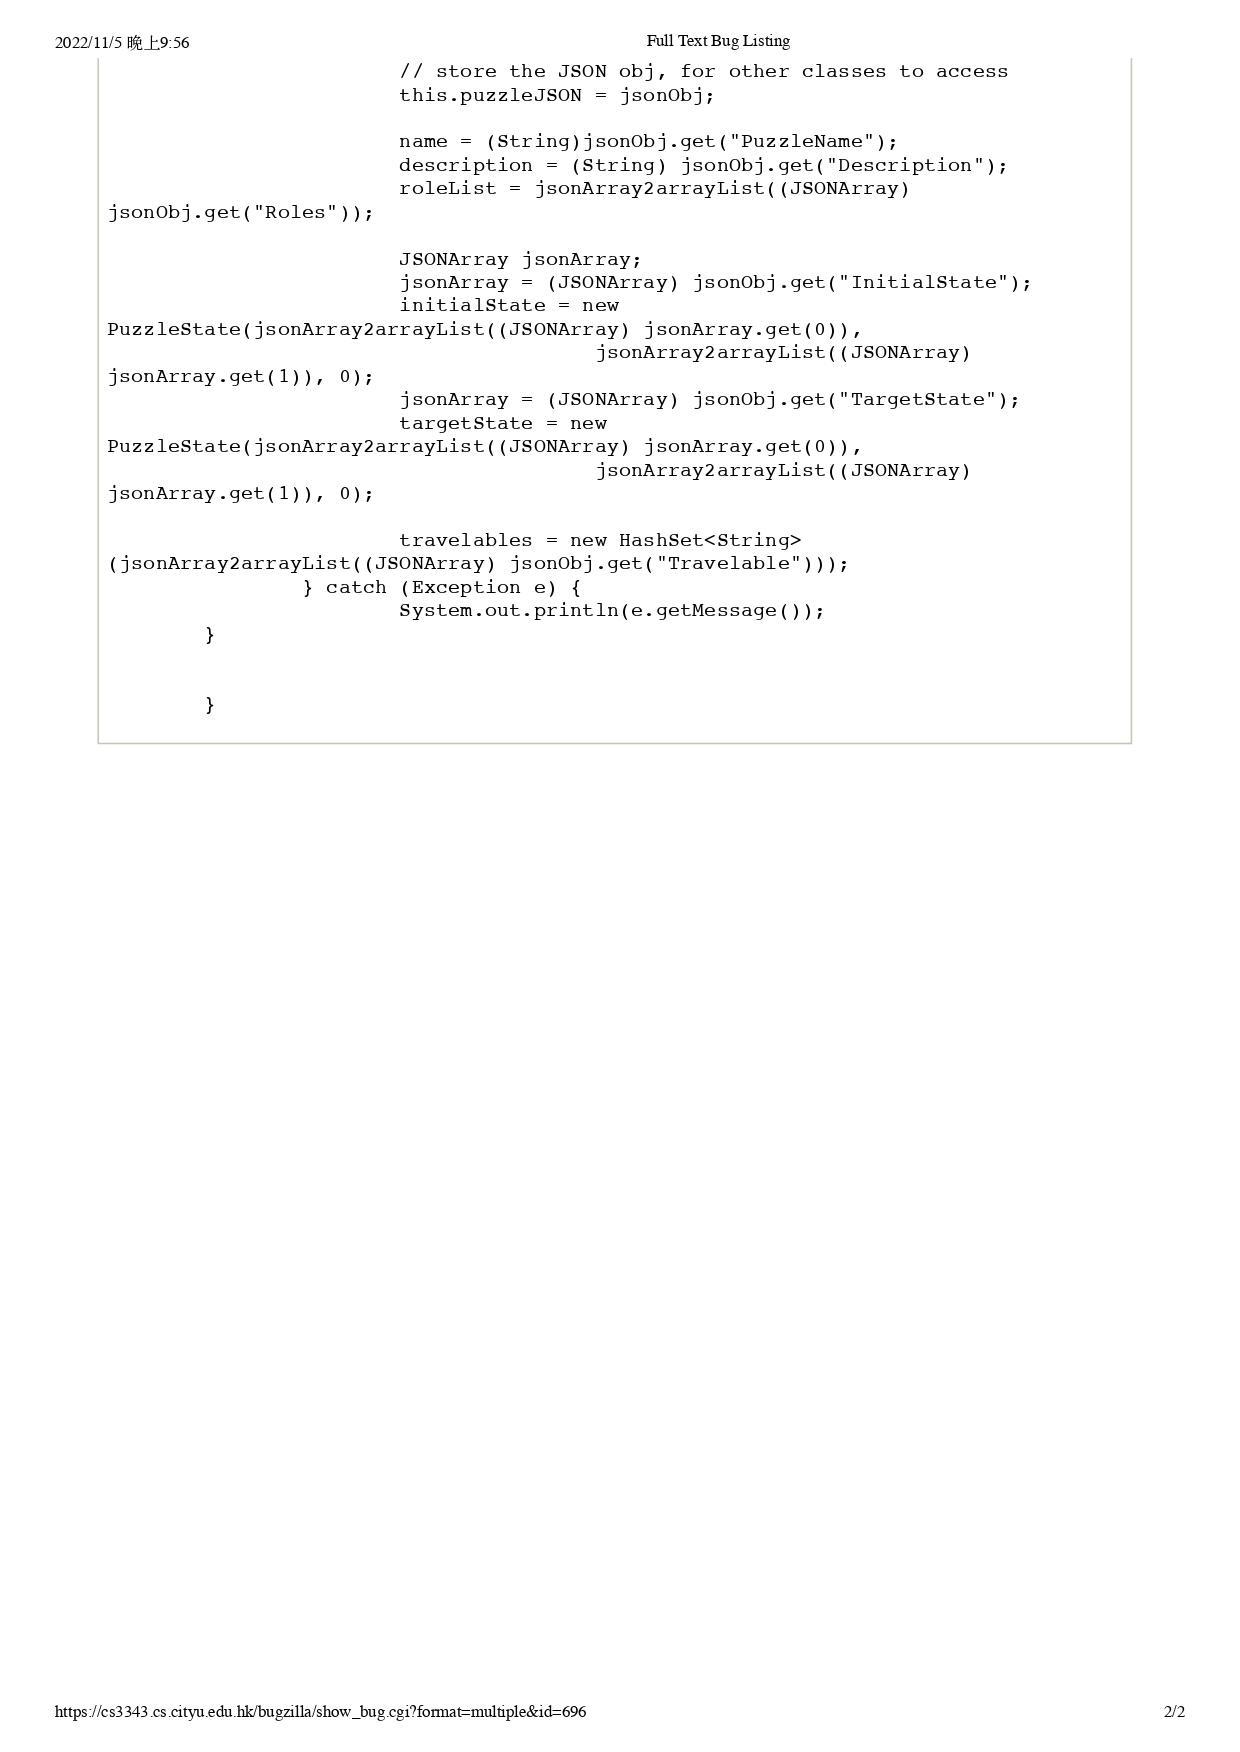 2022/11/5 晚上9:56
Full Text Bug Listing
// store the JSON obj, for other classes to access
this.puzzleJSON = jsonObj;
name = (String)jsonObj.get("PuzzleName");
description = (String) jsonObj.get("Description");
roleList = jsonArray2arrayList((JSONArray)
jsonObj.get("Roles"));
JSONArray jsonArray;
jsonArray = (JSONArray) jsonObj.get("InitialState");
initialState = new
PuzzleState(jsonArray2arrayList((JSONArray) jsonArray.get(0)),
jsonArray2arrayList((JSONArray)
jsonArray.get(1)), 0);
jsonArray = (JSONArray) jsonObj.get("TargetState");
targetState = new
PuzzleState(jsonArray2arrayList((JSONArray) jsonArray.get(0)),
jsonArray2arrayList((JSONArray)
jsonArray.get(1)), 0);
travelables = new HashSet<String>
(jsonArray2arrayList((JSONArray) jsonObj.get("Travelable")));
} catch (Exception e) {
System.out.println(e.getMessage());
}
}
https://cs3343.cs.cityu.edu.hk/bugzilla/show_bug.cgi?format=multiple&id=696
2/2